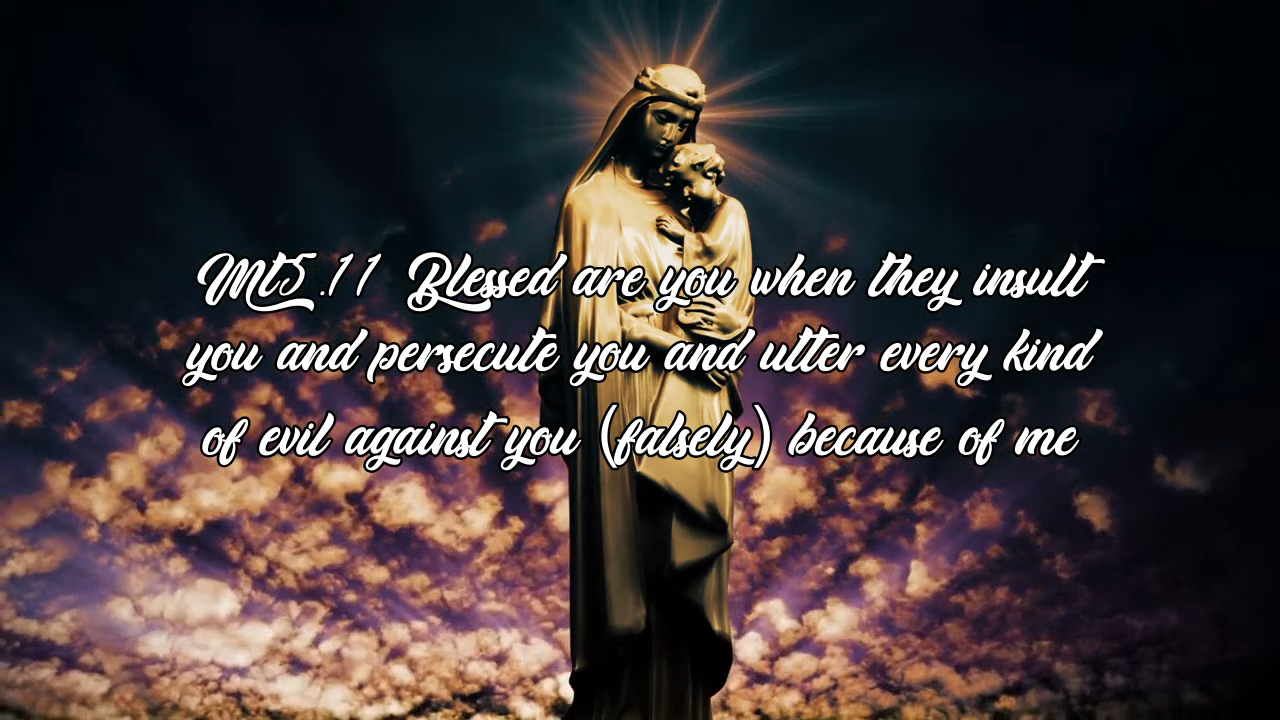 Mt5.11 Blessed are you when they insult
you and persecute you and utter every kind
of evil against you (falsely) because of me